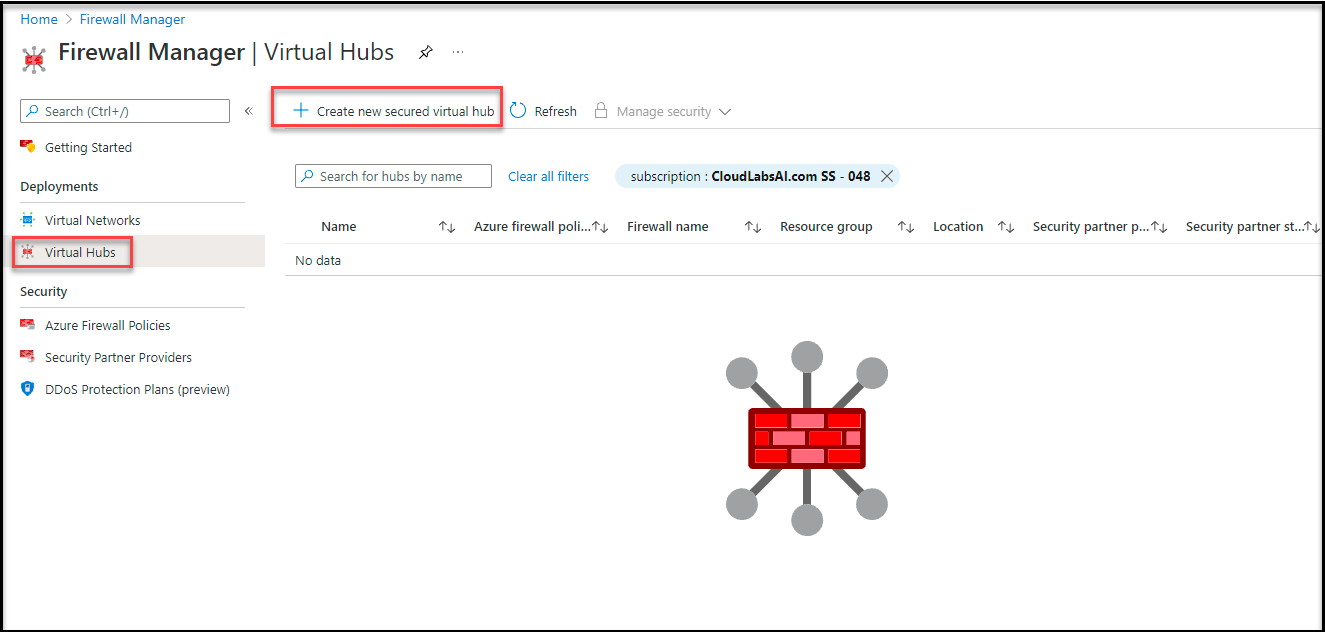 Home > Firewall Manager
Firewall Manager | Virtual Hubs ...
Search (Ctrl+/) «
Getting Started
Deployments
Virtual Networks
Virtual Hubs
Security
Azure Firewall Policies
Security Partner Providers
DDoS Protection Plans (preview)
+ Create new secured virtual hub Refresh Manage security
Search for hubs by name Clear all filters subscription : CloudLabsAI.com SS - 048 ×
Name ↑↓ Azure firewall poli...↑↓ Firewall name ↑↓ Resource group ↑↓ Location ↑↓ Security partner p...↑↓ Security partner st...↑↓
No data